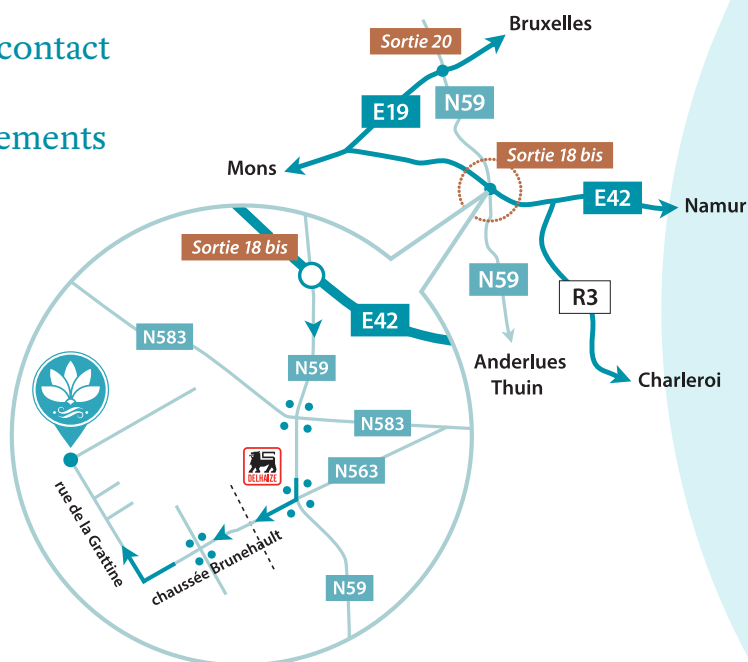 contact
ements
Bruxelles
Sortie 20
N59
E19
Mons
Sortie 18 bis
E42
Namur
N59
R3
Anderlues
Thuin
Charleroi
Sortie 18 bis
E42
N583
N59
N583
DELHAIZE
N563
rue de la Grattine
chaussée Brunehault
N59